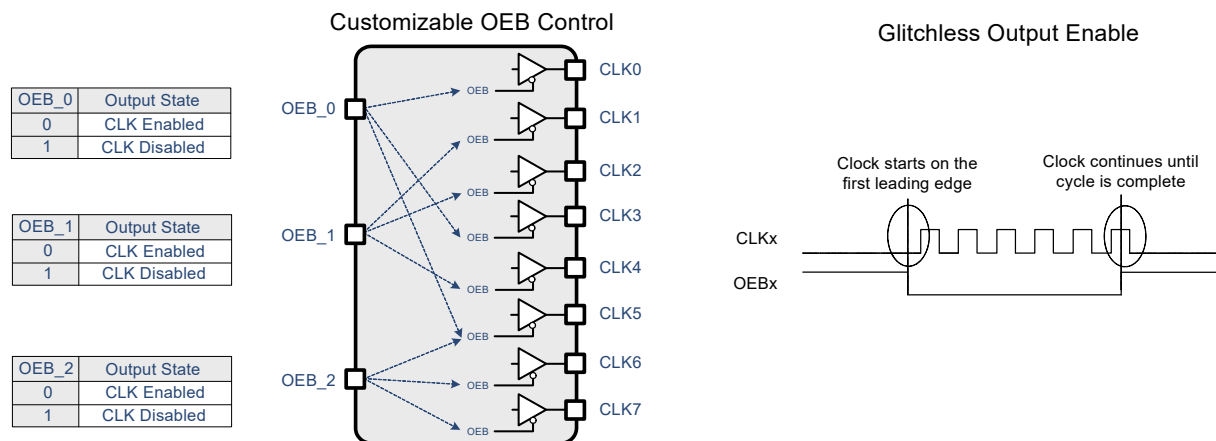 Customizable OEB Control
Glitchless Output Enable
OEB_0 Output State
0 CLK Enabled
1 CLK Disabled
OEB_1 Output State
0 CLK Enabled
1 CLK Disabled
OEB_2 Output State
0 CLK Enabled
1 CLK Disabled
OEB_0
OEB_1
OEB_2
OEB
OEB
OEB
OEB
OEB
OEB
OEB
OEB
CLK0
CLK1
CLK2
CLK3
CLK4
CLK5
CLK6
CLK7
Clock starts on the
first leading edge
Clock continues until
cycle is complete
CLKx
OEBx